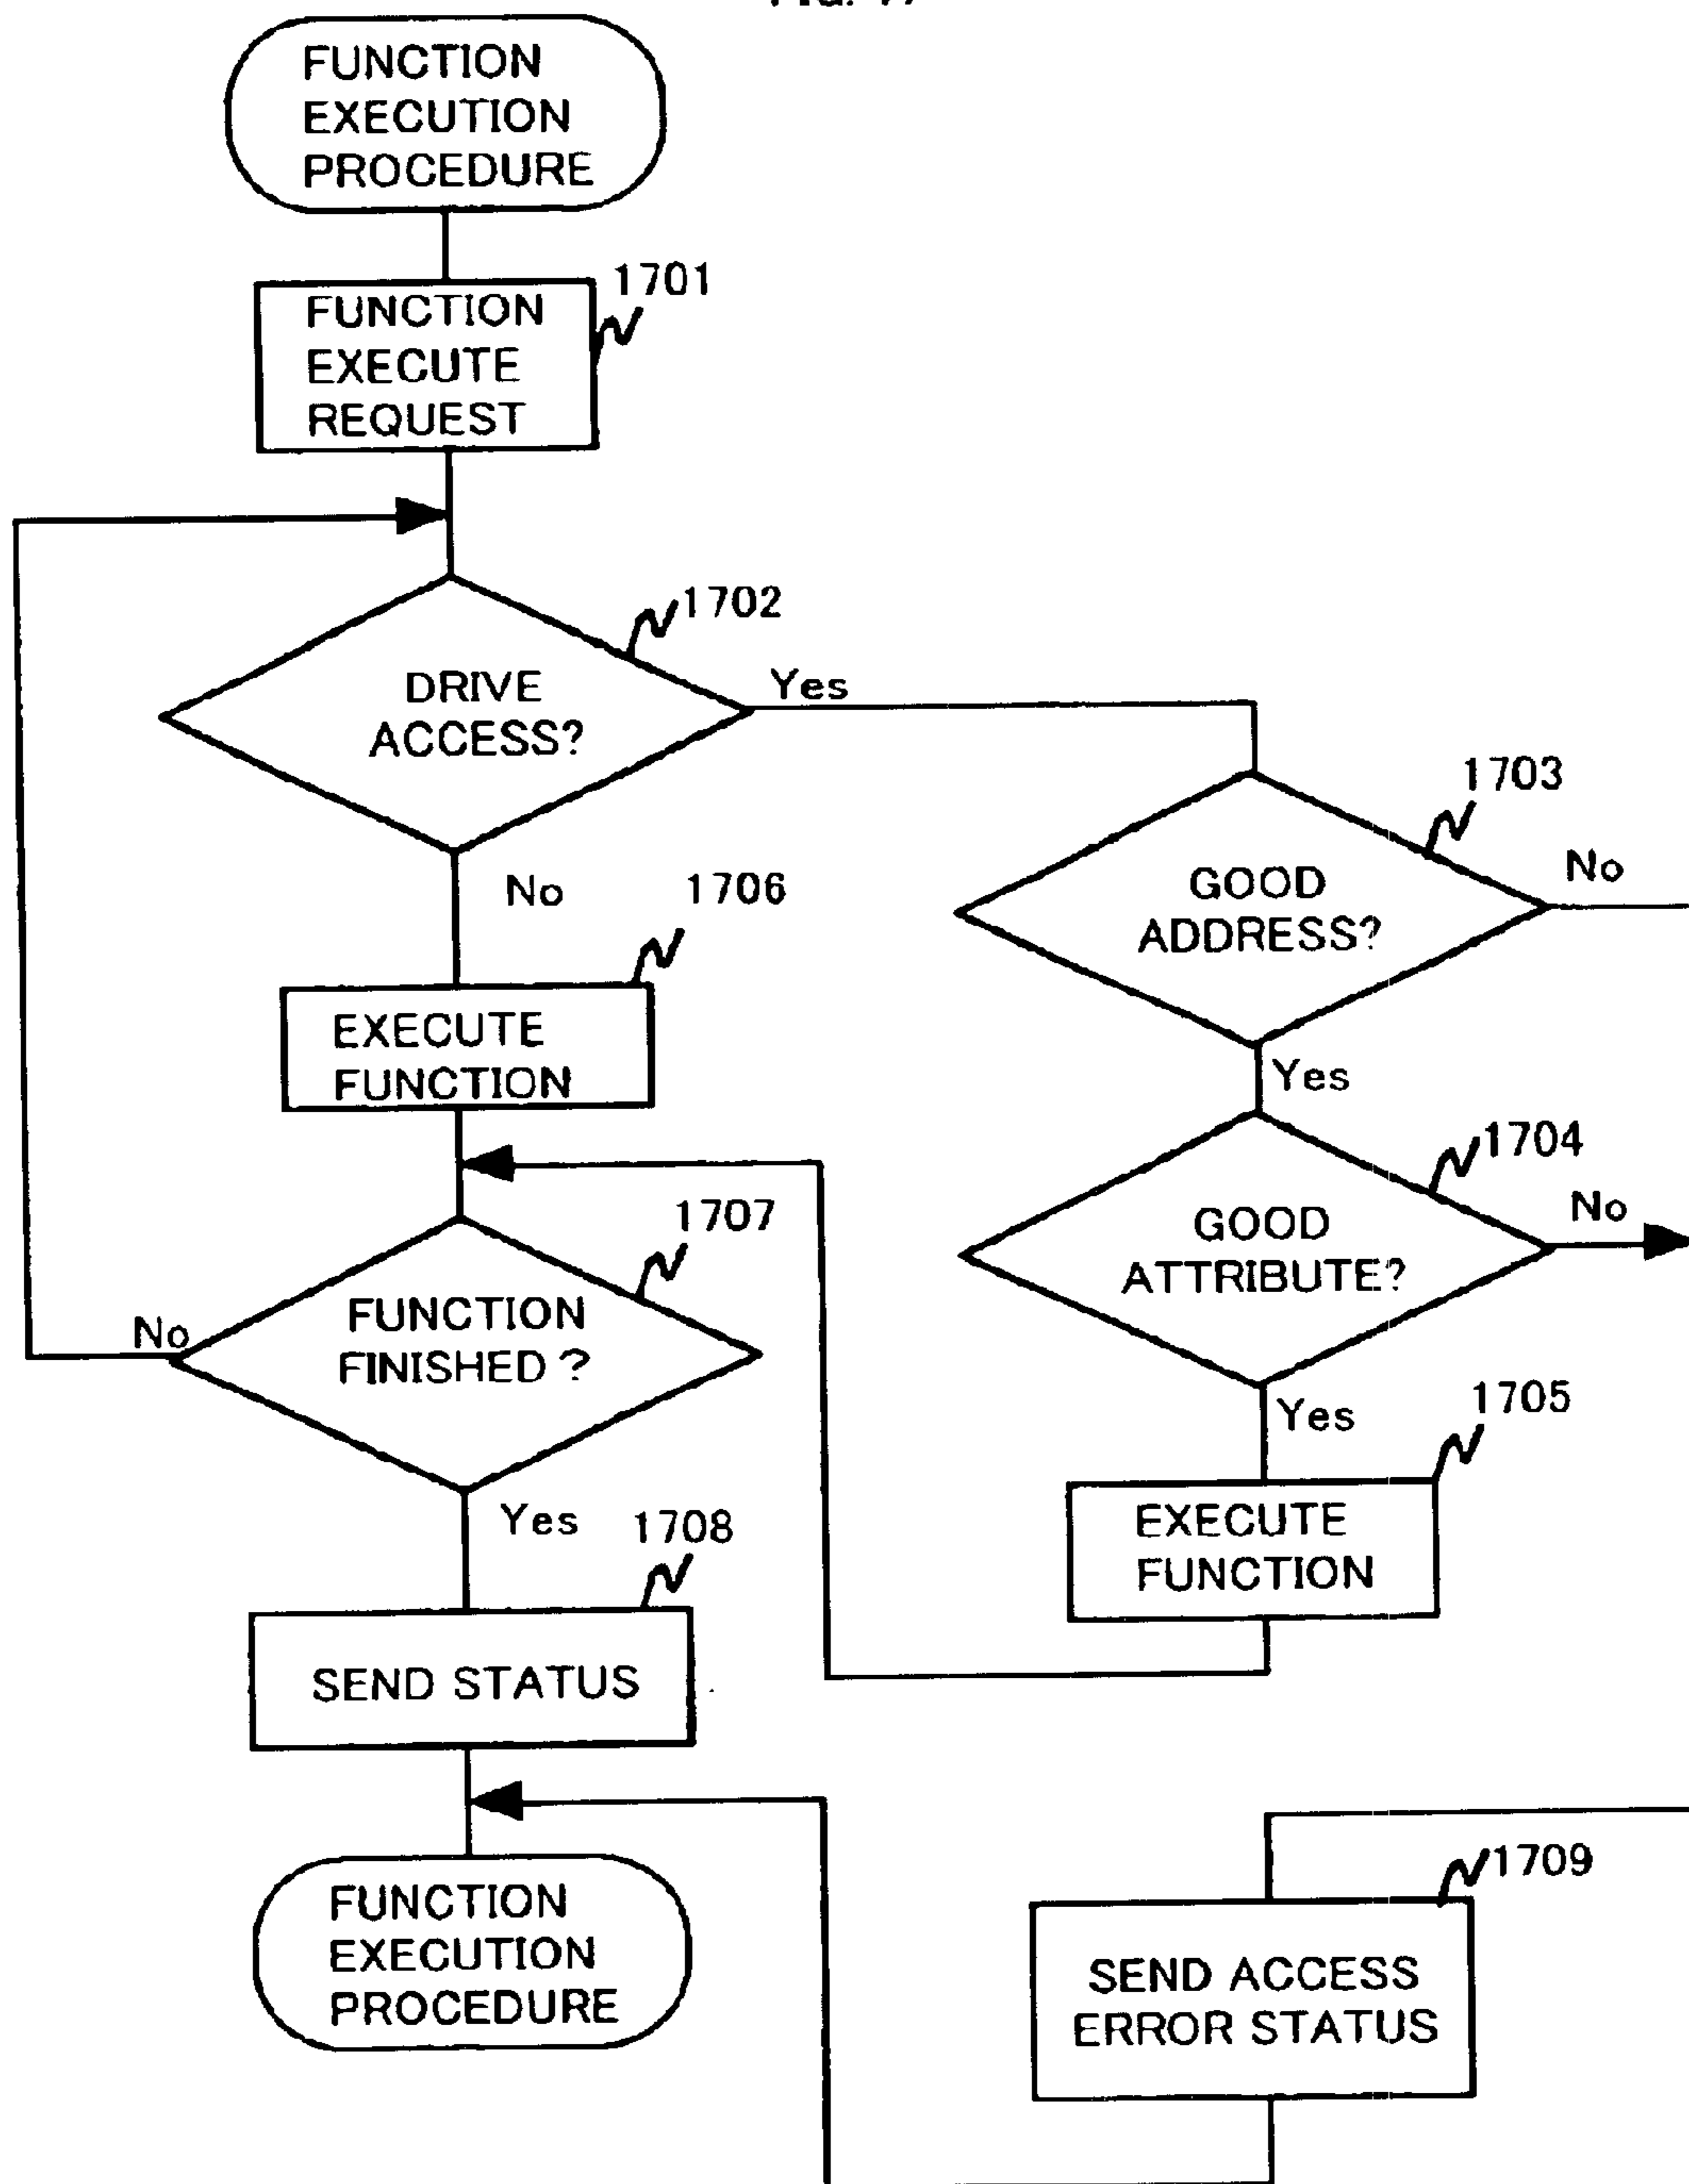 FUNCTION
EXECUTION
PROCEDURE
1701
FUNCTION
EXECUTE
REQUEST
1702
DRIVE
ACCESS?
Yes
No
1703
GOOD
ADDRESS?
No
Yes
1704
GOOD
ATTRIBUTE?
No
Yes
1705
EXECUTE
FUNCTION
1706
EXECUTE
FUNCTION
1707
FUNCTION
FINISHED?
No
Yes
1708
SEND STATUS
1709
SEND ACCESS
ERROR STATUS
FUNCTION
EXECUTION
PROCEDURE